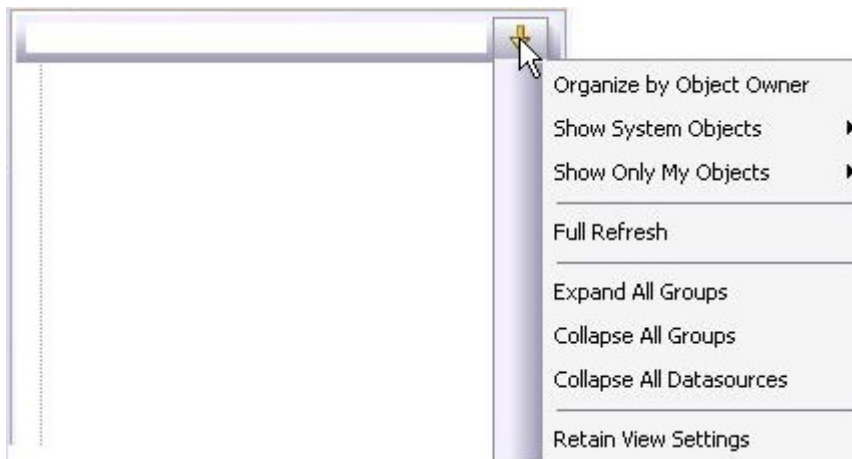 Organize by Object Owner
Show System Objects
Show Only My Objects
Full Refresh
Expand All Groups
Collapse All Groups
Collapse All Datasources
Retain View Settings